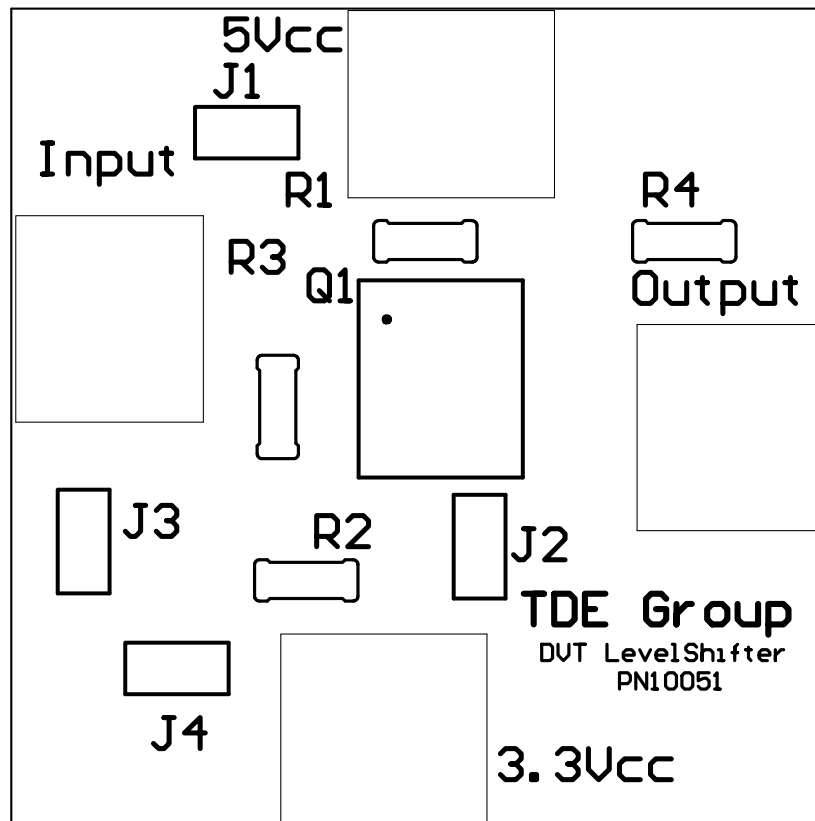 5Vcc
J1
Input
R1
R4
R3
Q1
Output
J3
R2
J2
TDE Group
DVT LevelShifter
PN10051
J4
3.3Vcc